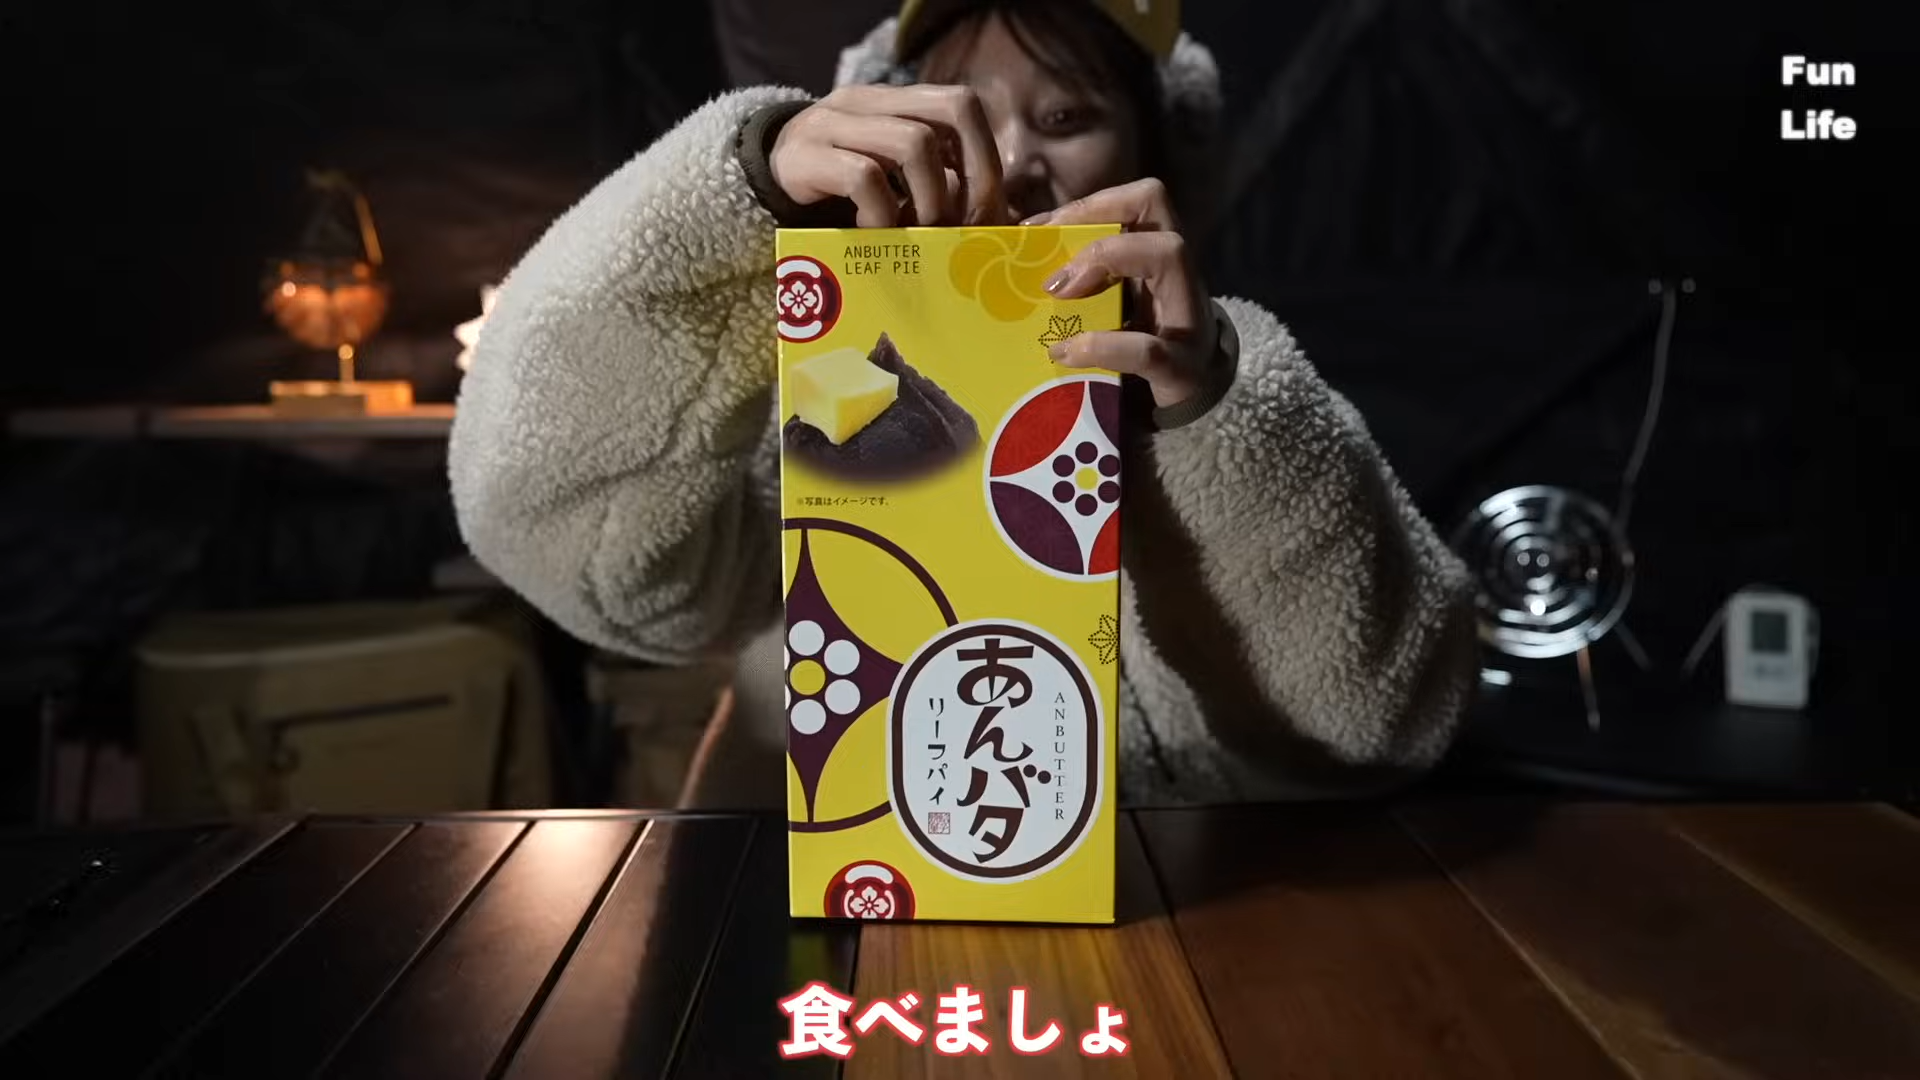 Fun
Life
ANBUTTER
LEAF PIE
※写真はイメージです。
あんバタ
ANBUTTER
リーフパイ
食べましょ